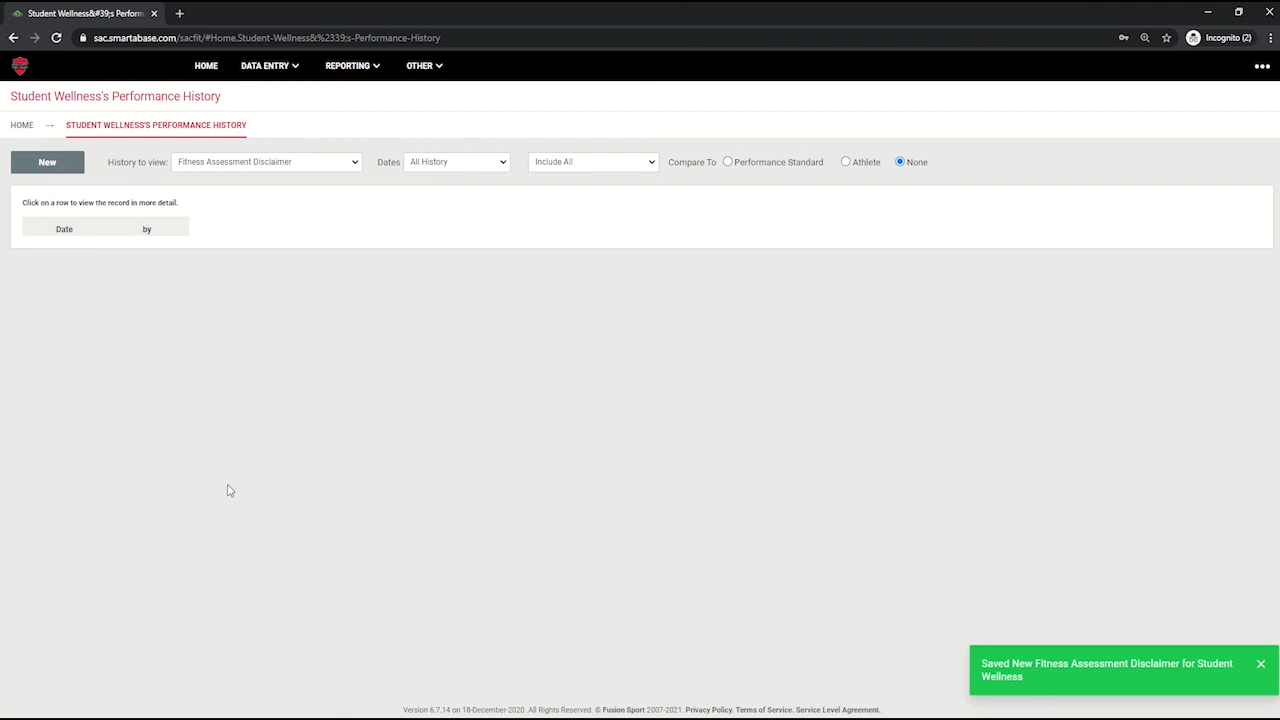 Student Wellness&#39;s Perform
sac.smartabase.com/sacfit/#Home.Student-Wellness&%2339;s-Performance-History
Incognito (2)
HOME DATA ENTRY REPORTING OTHER
Student Wellness's Performance History
HOME → STUDENT WELLNESS'S PERFORMANCE HISTORY
New History to view: Fitness Assessment Disclaimer Dates All History Include All Compare To Performance Standard Athlete None
Click on a row to view the record in more detail.
Date by
Saved New Fitness Assessment Disclaimer for Student
Wellness
Version 6.7.14 on 18-December-2020 .All Rights Reserved. © Fusion Sport 2007-2021. Privacy Policy. Terms of Service. Service Level Agreement.